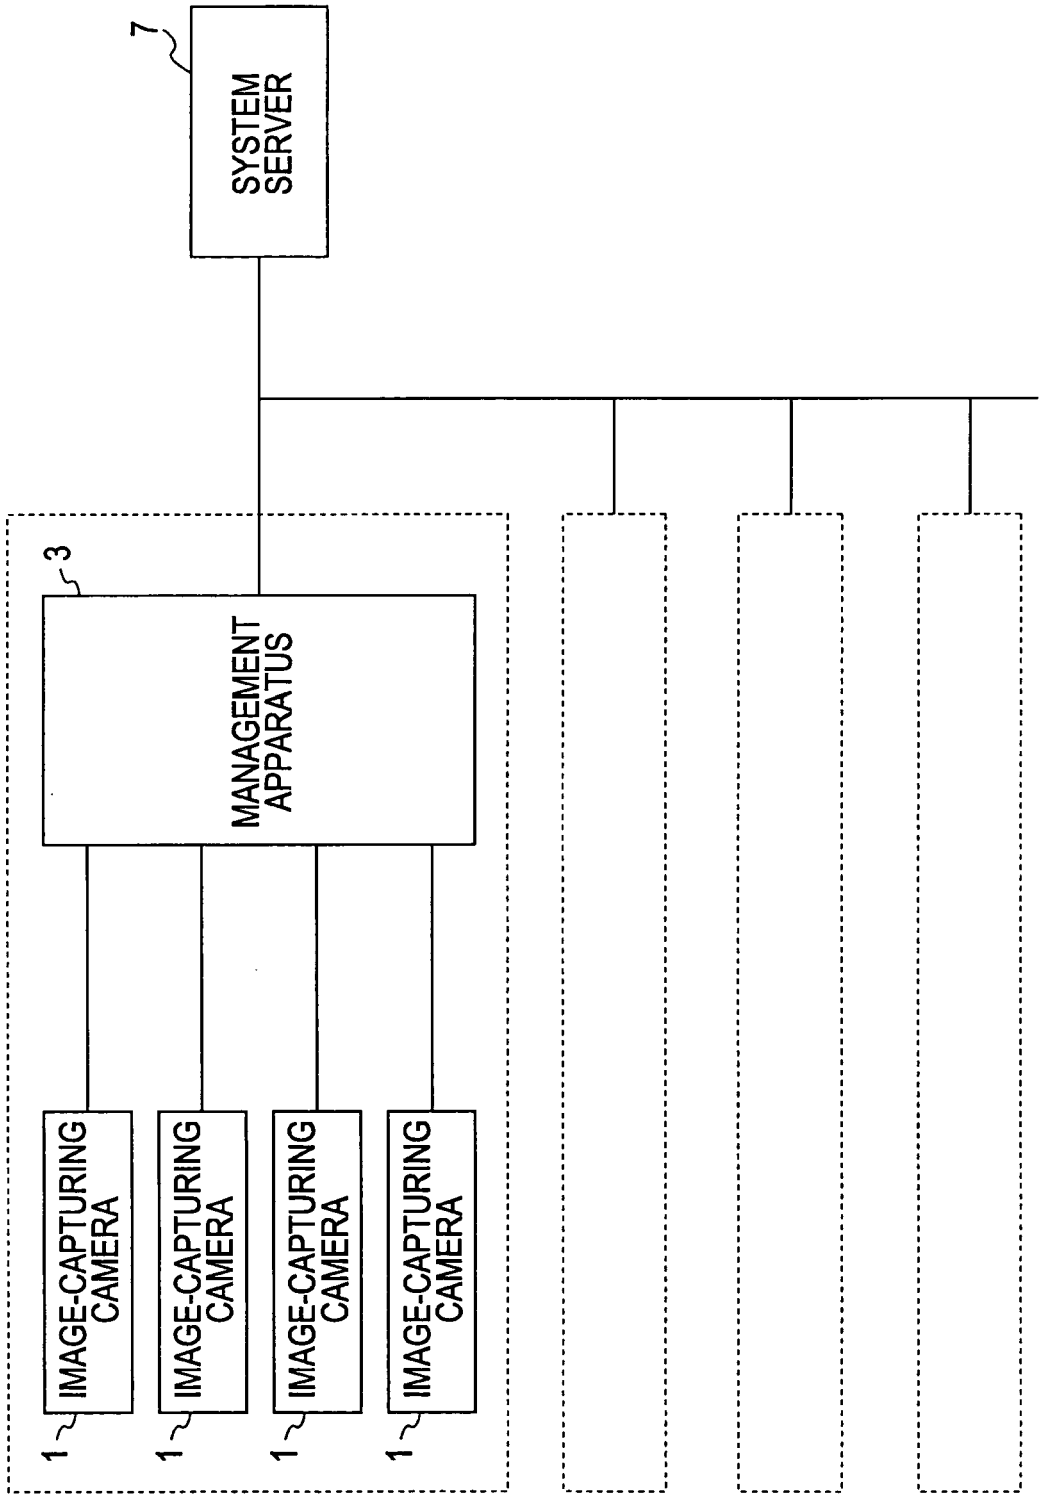 1
IMAGE-CAPTURING
CAMERA
1
IMAGE-CAPTURING
CAMERA
1
IMAGE-CAPTURING
CAMERA
1
IMAGE-CAPTURING
CAMERA
3
MANAGEMENT
APPARATUS
7
SYSTEM
SERVER